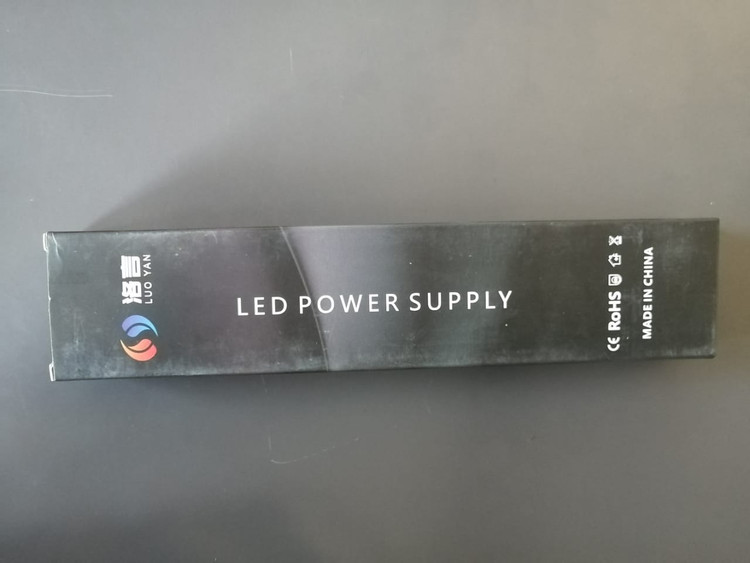 洛言
LUO YAN
LED POWER SUPPLY
CE RoHS
MADE IN CHINA